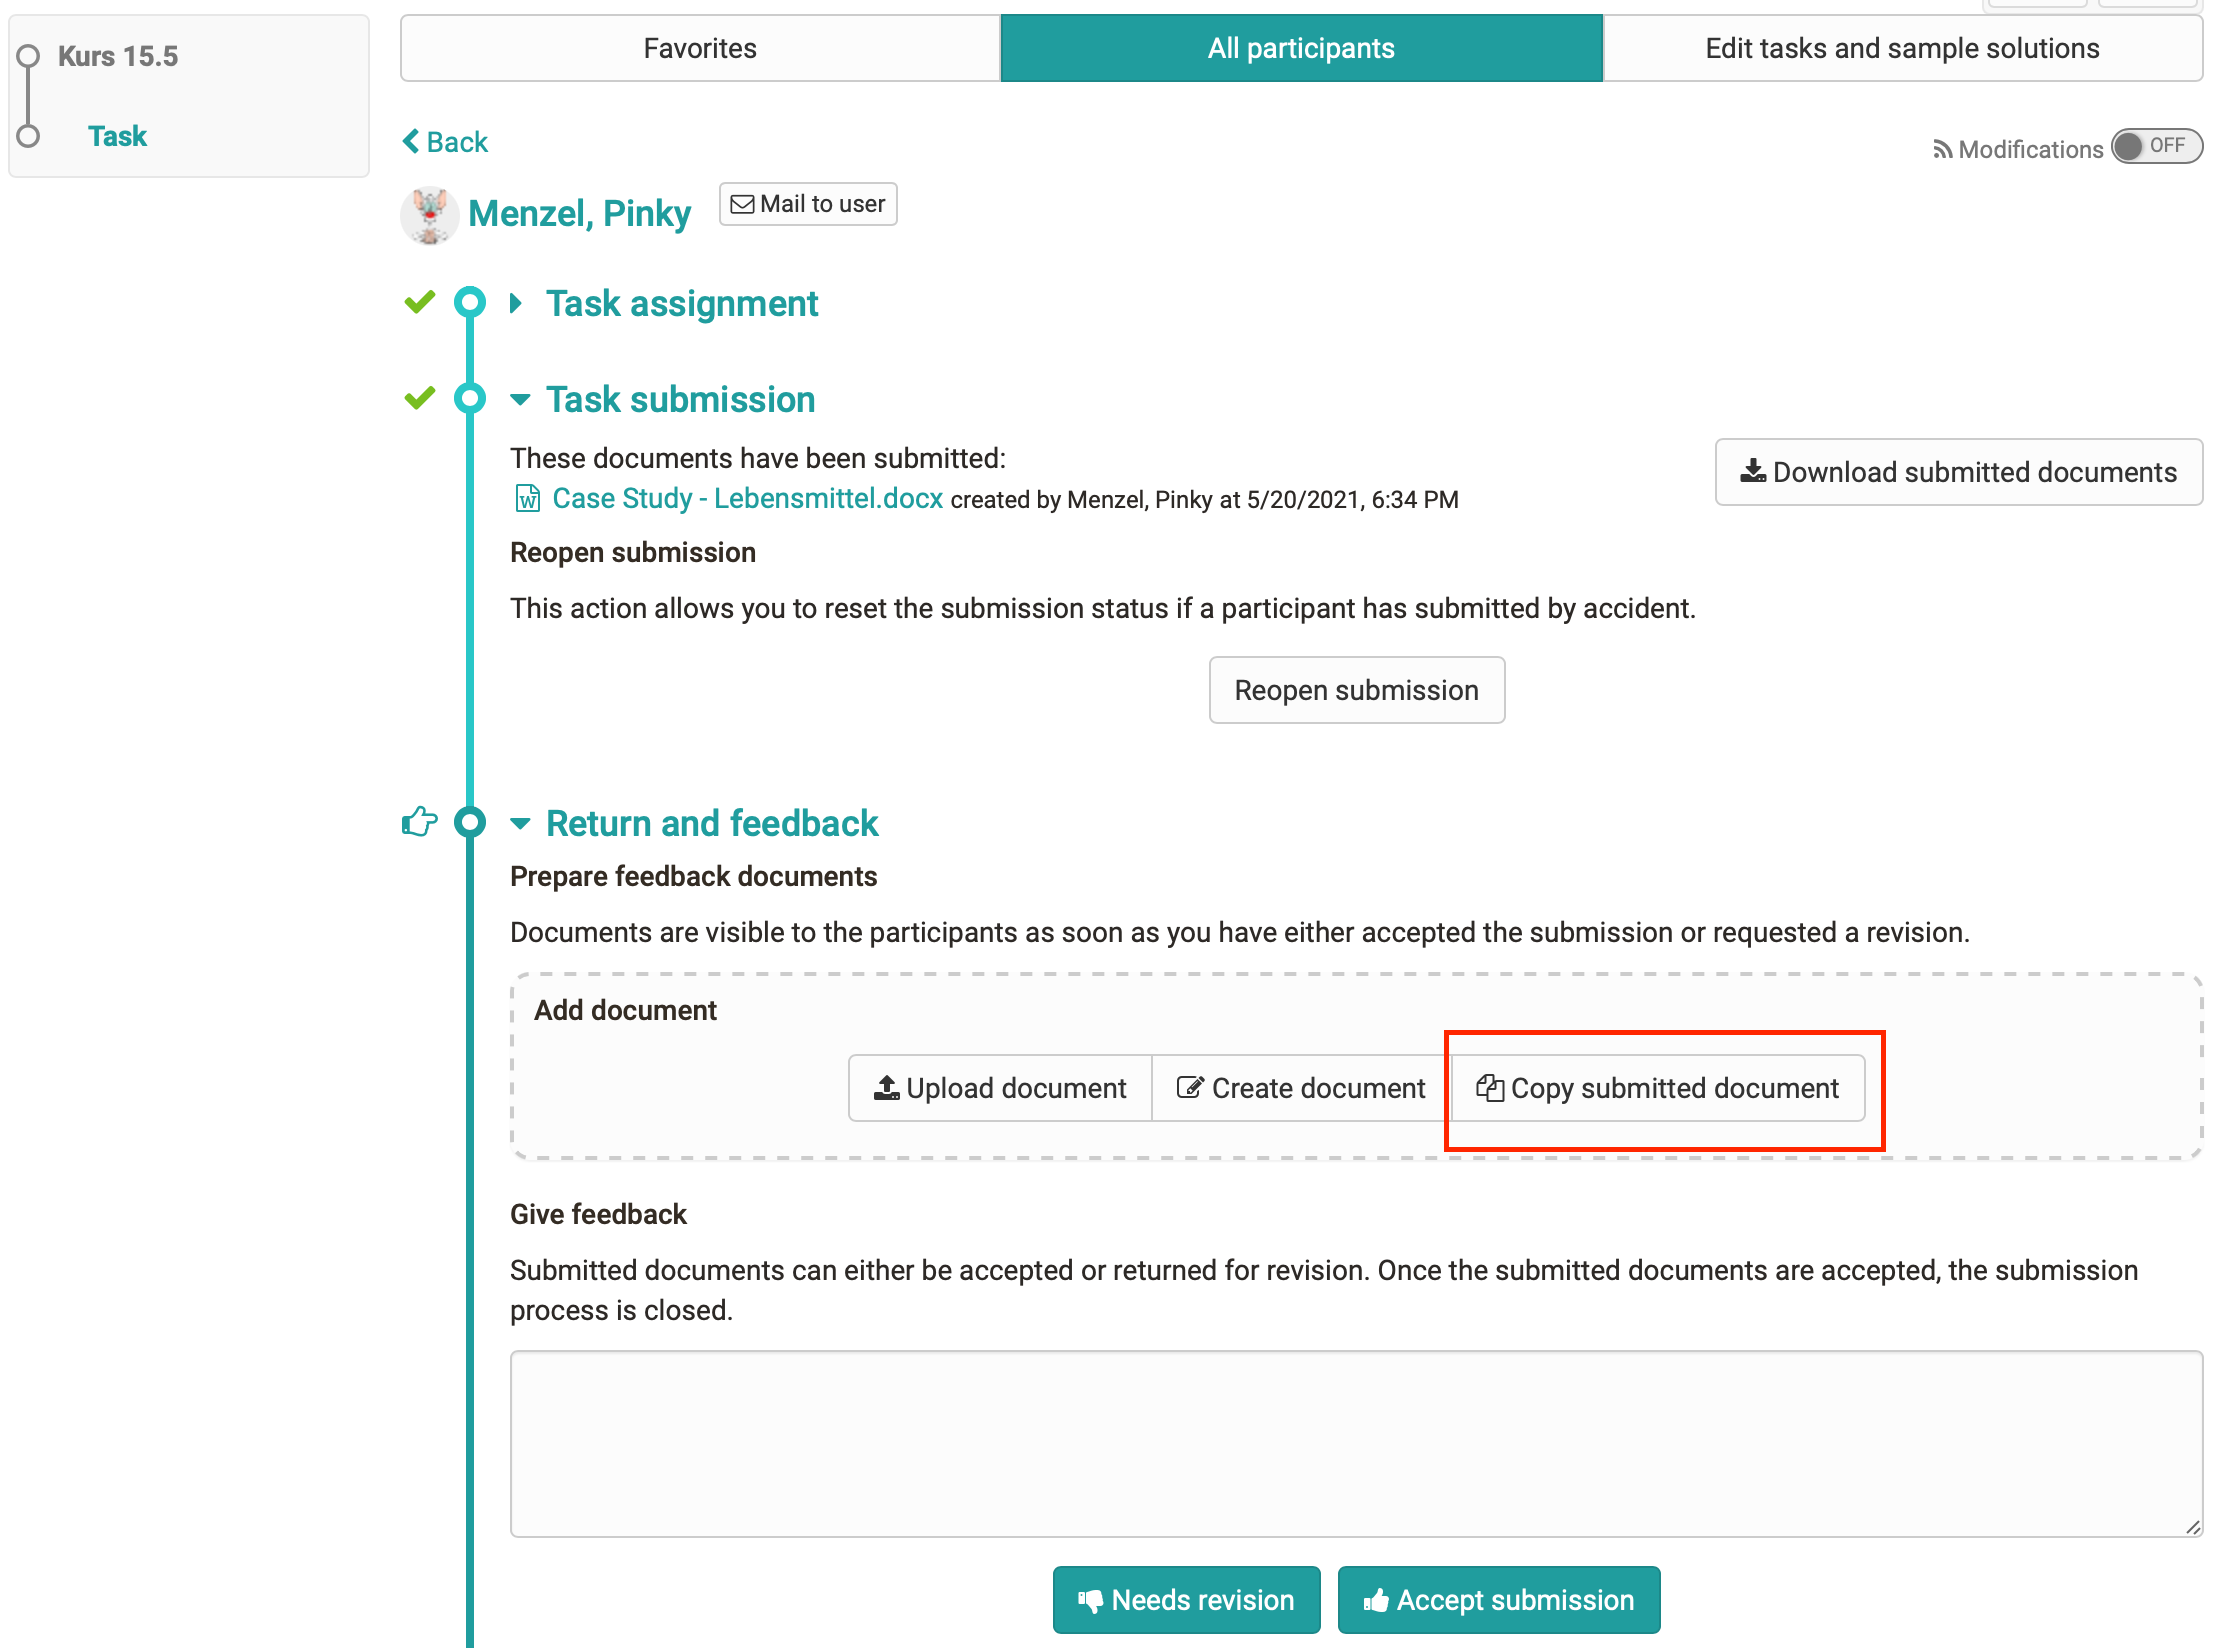 Kurs 15.5
Task
Favorites
All participants
Edit tasks and sample solutions
Back
Modifications OFF
Menzel, Pinky
Mail to user
Task assignment
Task submission
These documents have been submitted:
Download submitted documents
Case Study - Lebensmittel.docx created by Menzel, Pinky at 5/20/2021, 6:34 PM
Reopen submission
This action allows you to reset the submission status if a participant has submitted by accident.
Reopen submission
Return and feedback
Prepare feedback documents
Documents are visible to the participants as soon as you have either accepted the submission or requested a revision.
Add document
Upload document
Create document
Copy submitted document
Give feedback
Submitted documents can either be accepted or returned for revision. Once the submitted documents are accepted, the submission
process is closed.
Needs revision
Accept submission